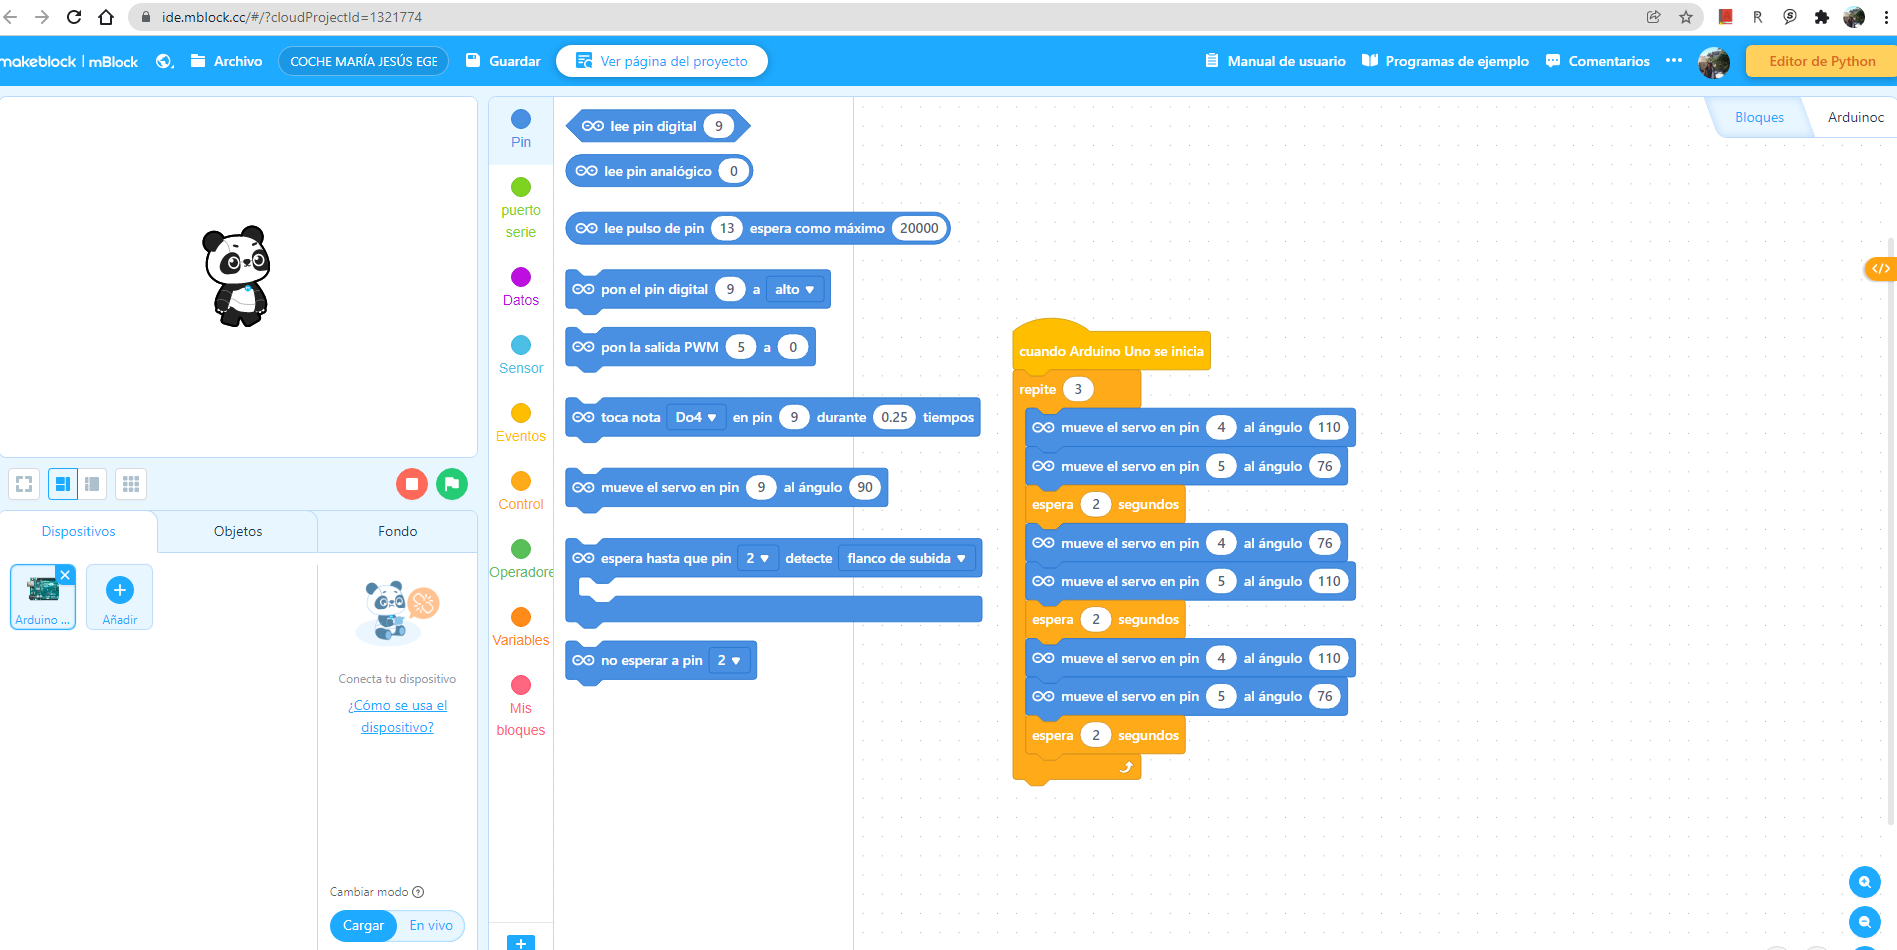 ide.mblock.cc/#/?cloudProjectId=1321774
makeblock | mBlock
Archivo
COCHE MARÍA JESÚS EGE
Guardar
Ver página del proyecto
Manual de usuario
Programas de ejemplo
Comentarios
Editor de Python
Dispositivos
Objetos
Fondo
Arduino ...
Añadir
Conecta tu dispositivo
¿Cómo se usa el
dispositivo?
Cambiar modo
Cargar
En vivo
Pin
puerto
serie
Datos
Sensor
Eventos
Control
Operadore
Variables
Mis
bloques
lee pin digital 9
lee pin analógico 0
lee pulso de pin 13 espera como máximo 20000
pon el pin digital 9 a alto
pon la salida PWM 5 a 0
toca nota Do4 en pin 9 durante 0.25 tiempos
mueve el servo en pin 9 al ángulo 90
espera hasta que pin 2 detecte flanco de subida
no esperar a pin 2
Bloques
Arduinoc
</>
cuando Arduino Uno se inicia
repite 3
mueve el servo en pin 4 al ángulo 110
mueve el servo en pin 5 al ángulo 76
espera 2 segundos
mueve el servo en pin 4 al ángulo 76
mueve el servo en pin 5 al ángulo 110
espera 2 segundos
mueve el servo en pin 4 al ángulo 110
mueve el servo en pin 5 al ángulo 76
espera 2 segundos